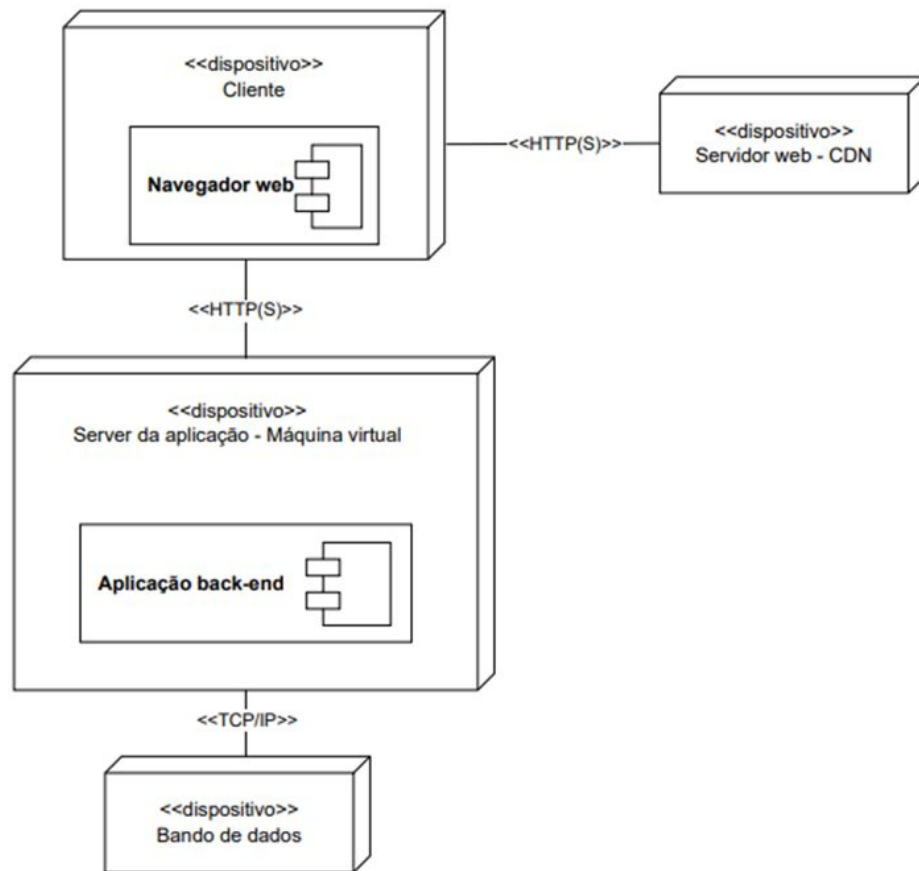 <<dispositivo>>
Cliente
Navegador web
<<HTTP(S)>>
<<dispositivo>>
Servidor web - CDN
<<HTTP(S)>>
<<dispositivo>>
Server da aplicação - Máquina virtual
Aplicação back-end
<<TCP/IP>>
<<dispositivo>>
Bando de dados